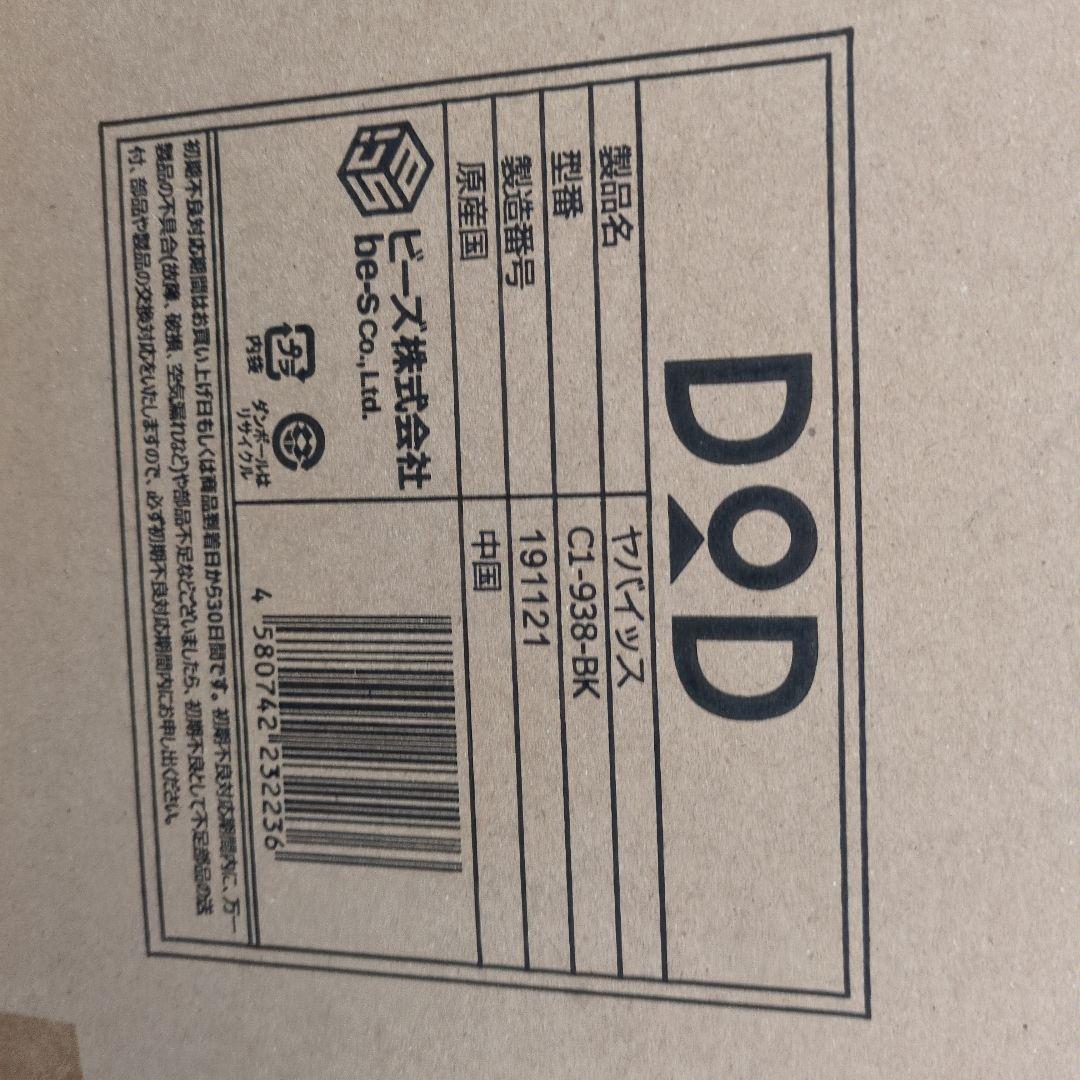 DOD
製品名 ヤバイッス
型番 C1-938-BK
製造番号 191121
原産国 中国
ビーズ株式会社
be-S Co., Ltd.
プラ
内袋
ダンボールは
リサイクル
4 580742 232236
初期不良対応期間はお買い上げ日もしくは商品到着日から30日間です。初期不良対応期間内に、万一
製品の不具合(故障、破損、空気漏れなど)や部品不足などございましたら、初期不良として不足部品の送
付、部品や製品の交換対応をいたしますので、必ず初期不良対応期間内にお申し出ください。